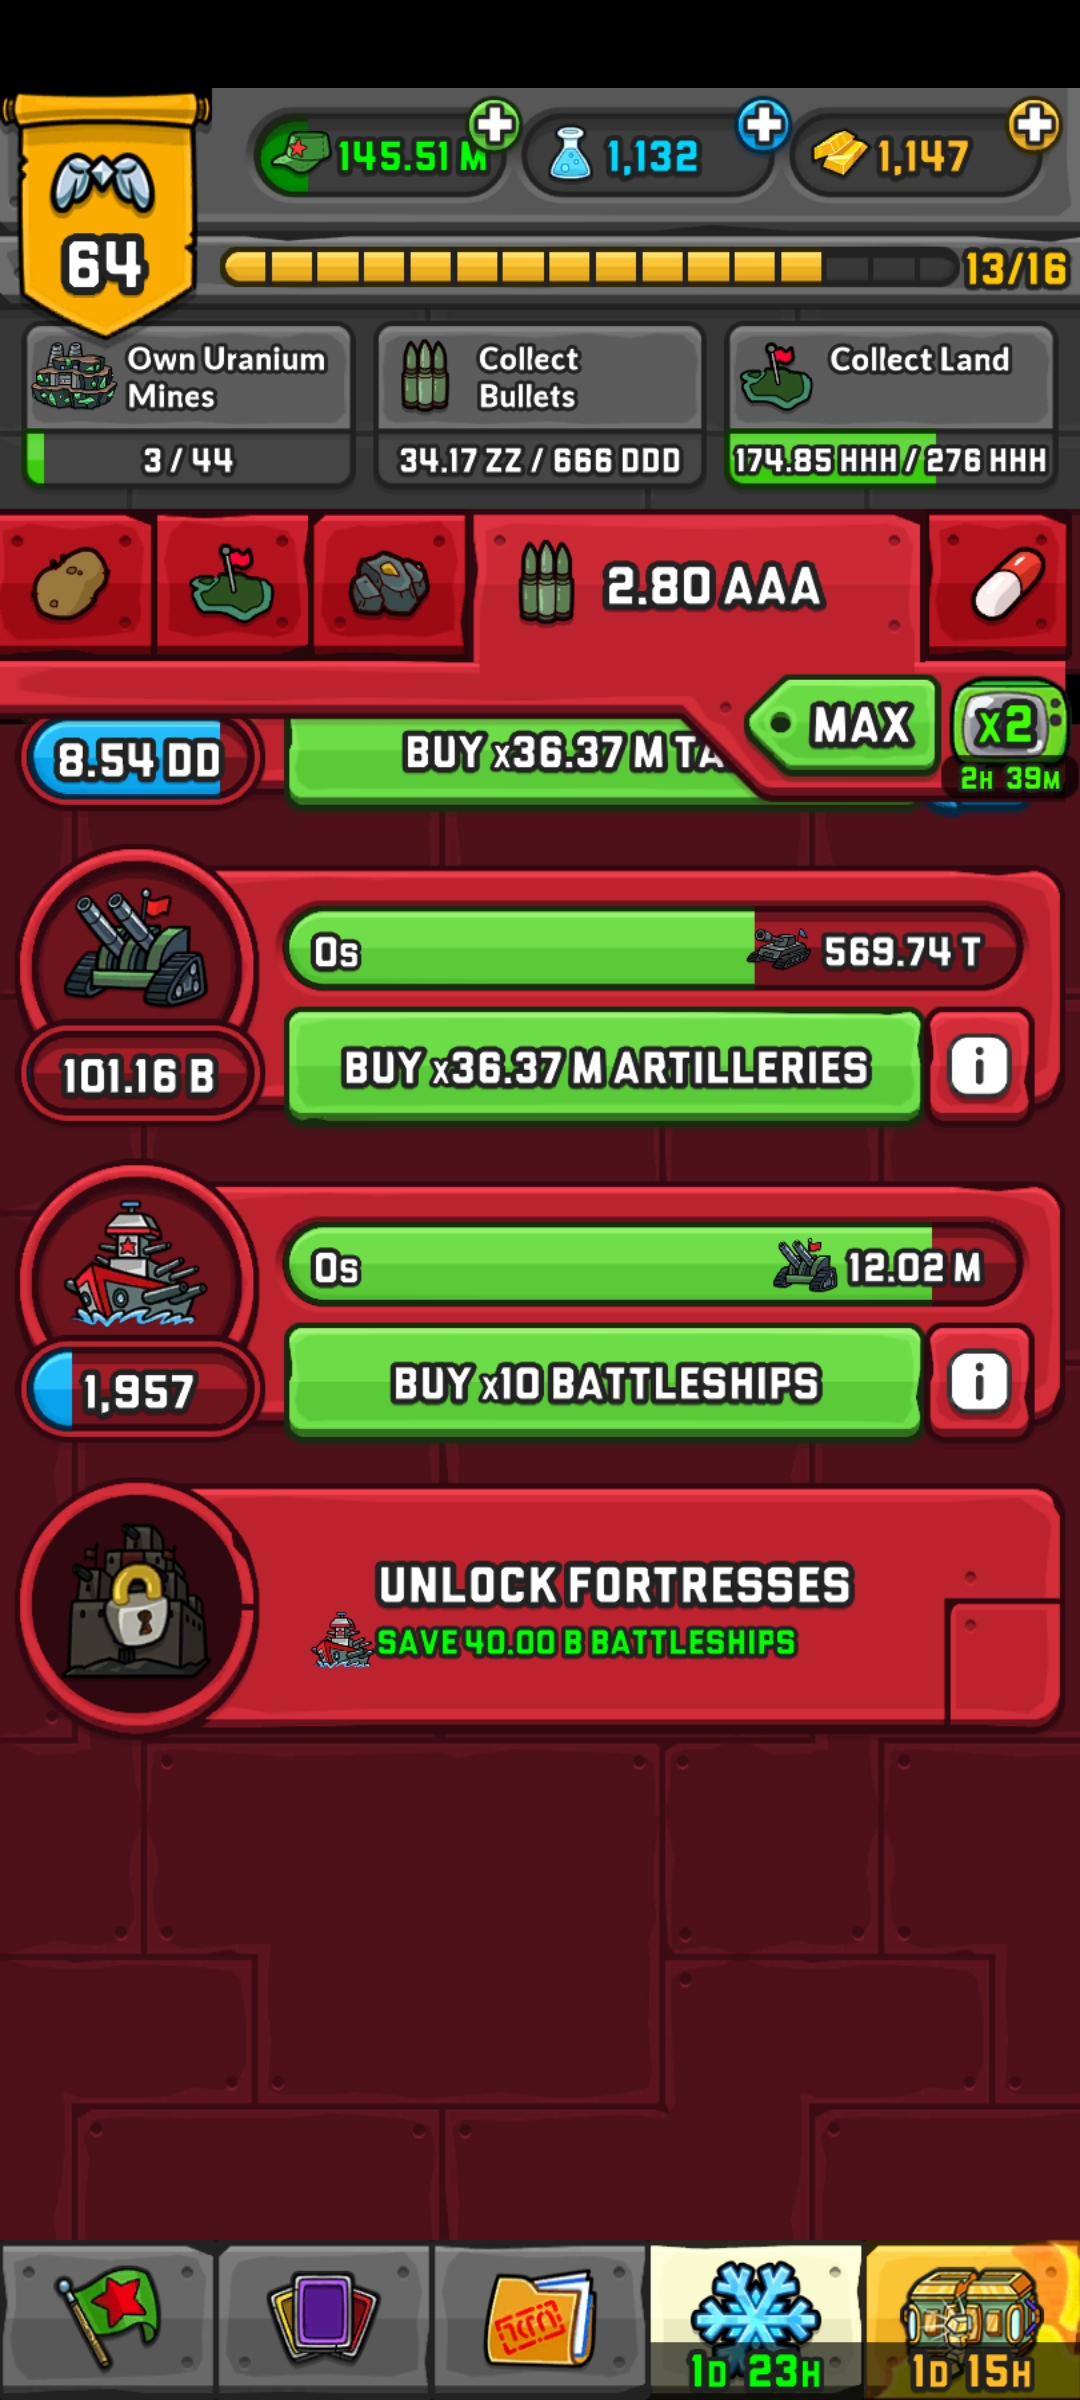 145.51 M
1,132
1,147
64
13/16
Own Uranium
Mines
3 / 44
Collect
Bullets
34.17 ZZ / 666 DDD
Collect Land
174.85 HHH / 276 HHH
2.80 AAA
MAX
x2
2H 39M
8.54 DD
BUY x36.37 M TA
0s
569.74 T
101.16 B
BUY x36.37 M ARTILLERIES
i
0s
12.02 M
1,957
BUY x10 BATTLESHIPS
i
UNLOCK FORTRESSES
SAVE 40.00 B BATTLESHIPS
1D 23H
1D 15H